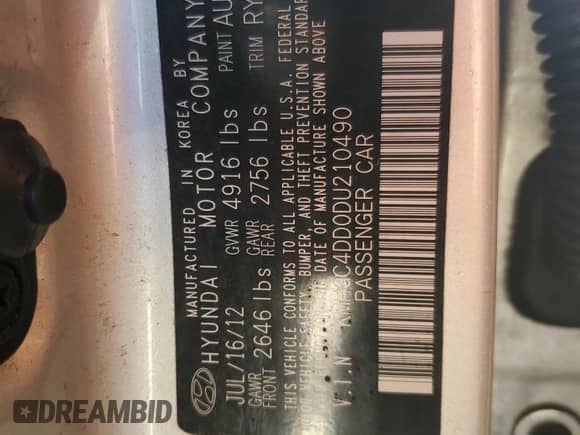 MANUFACTURED IN KOREA BY
HYUNDAI MOTOR COMPANY
JUL/16/12 GVWR 4916 lbs PAINT AU
GAWR FRONT 2646 lbs GAWR REAR 2756 lbs TRIM RY
THIS VEHICLE CONFORMS TO ALL APPLICABLE U.S.A. FEDERAL
SAFETY BUMPER, AND THEFT PREVENTION STANDAR
DATE OF MANUFACTURE SHOWN ABOVE
V.I.N
PASSENGER CAR
DREAMBID